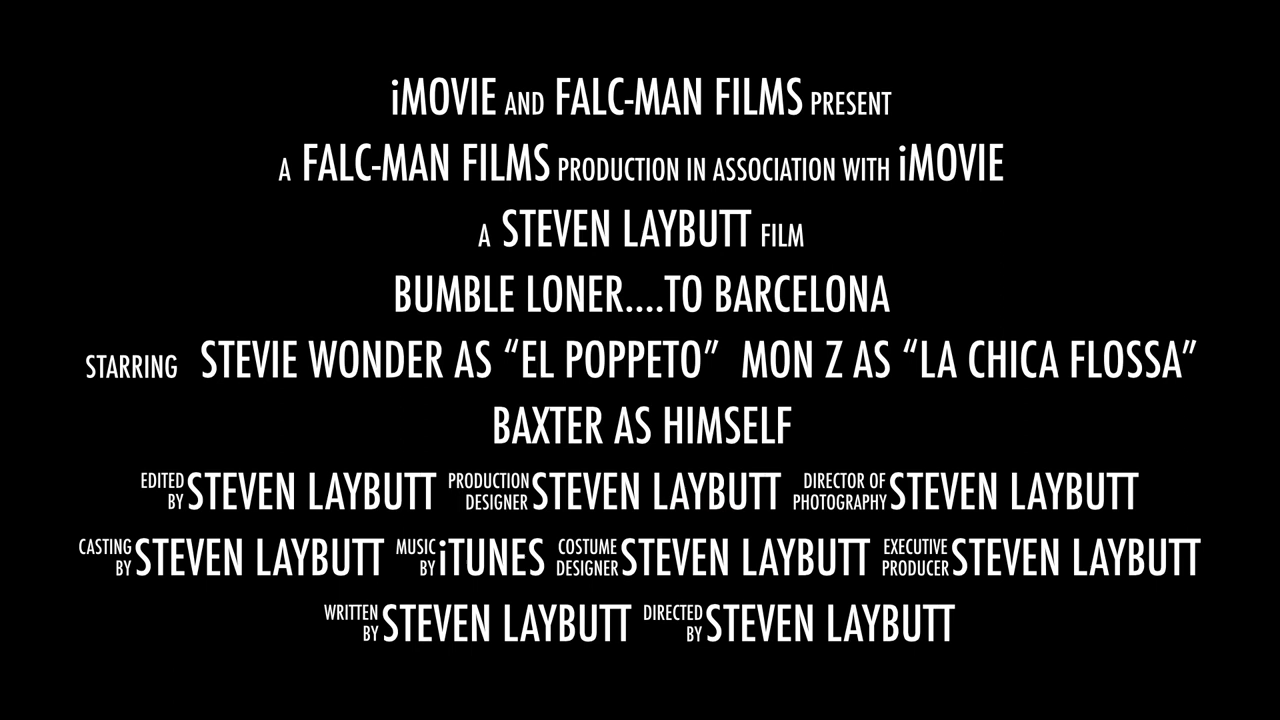 iMOVIE AND FALC-MAN FILMS PRESENT
A FALC-MAN FILMS PRODUCTION IN ASSOCIATION WITH iMOVIE
A STEVEN LAYBUTT FILM
BUMBLE LONER....TO BARCELONA
STARRING STEVIE WONDER AS “EL POPPETO” MON Z AS “LA CHICA FLOSSA”
BAXTER AS HIMSELF
EDITED BY STEVEN LAYBUTT PRODUCTION DESIGNER STEVEN LAYBUTT DIRECTOR OF PHOTOGRAPHY STEVEN LAYBUTT
CASTING BY STEVEN LAYBUTT MUSIC BY iTUNES COSTUME DESIGNER STEVEN LAYBUTT EXECUTIVE PRODUCER STEVEN LAYBUTT
WRITTEN BY STEVEN LAYBUTT DIRECTED BY STEVEN LAYBUTT